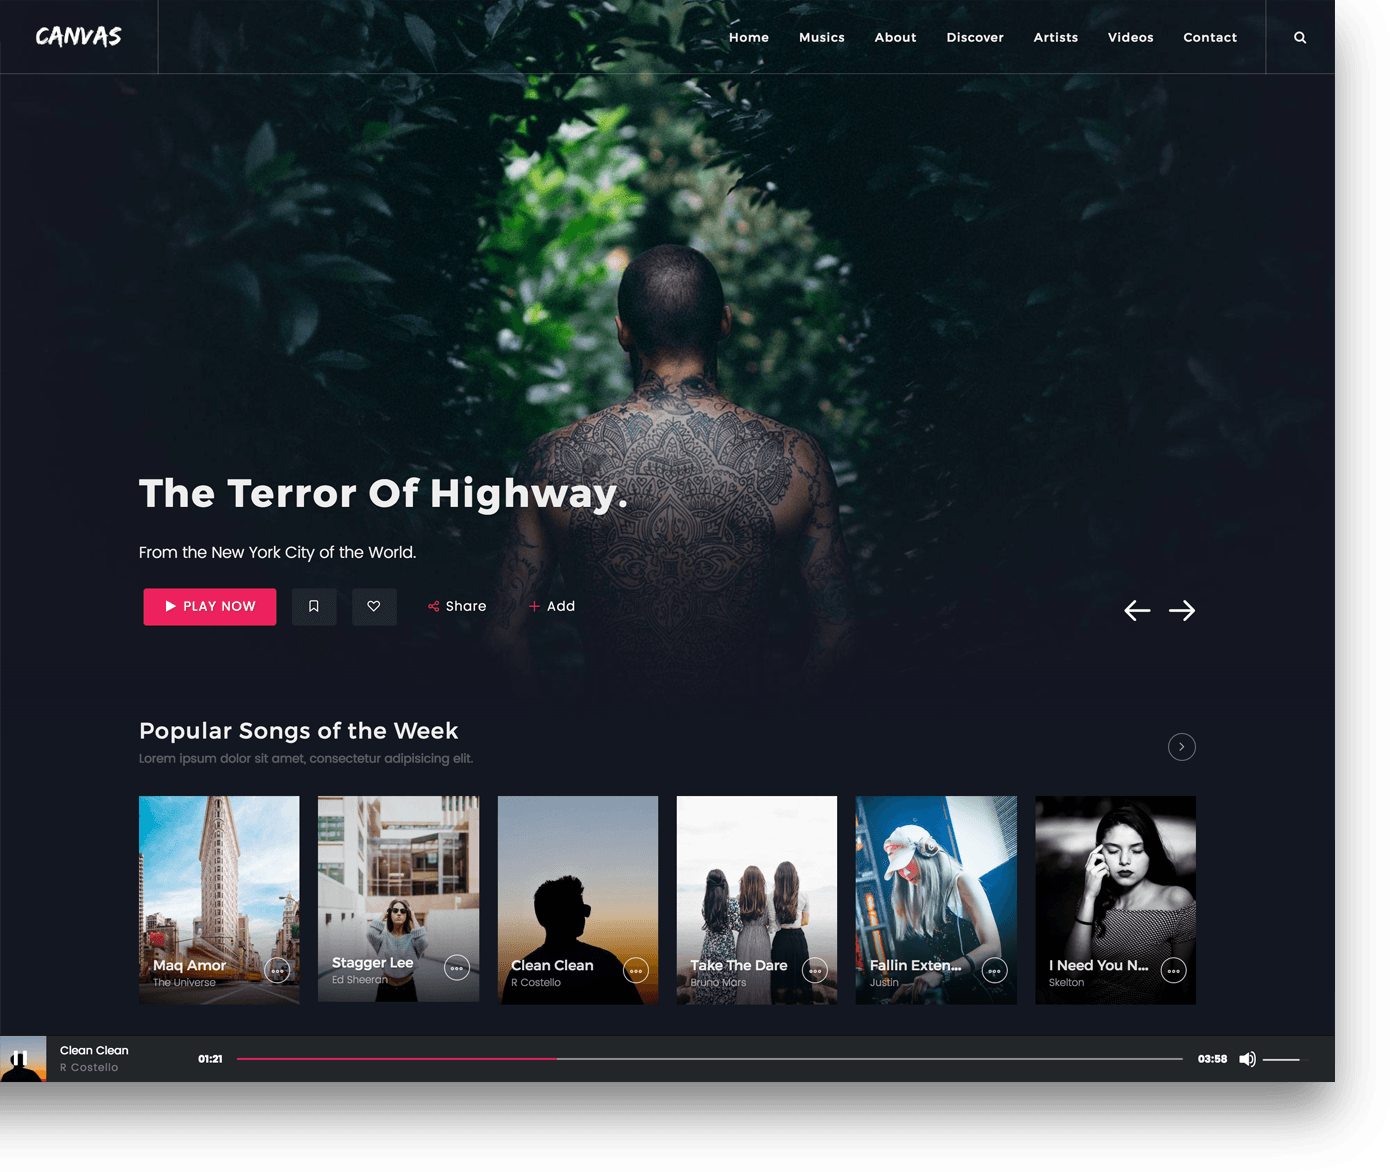 CANVAS
Home Musics About Discover Artists Videos Contact
The Terror Of Highway.
From the New York City of the World.
PLAY NOW Share Add
Popular Songs of the Week
Lorem ipsum dolor sit amet, consectetur adipisicing elit.
Maq Amor
The Universe
Stagger Lee
Ed Sheeran
Clean Clean
R Costello
Take The Dare
Bruno Mars
Fallin Exten...
Justin
I Need You N...
Skelton
Clean Clean
R Costello
01:21 03:58